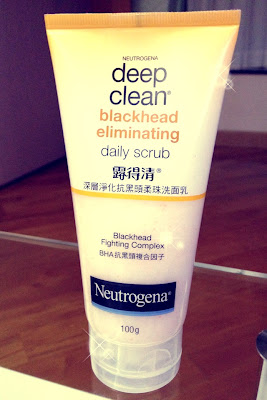 NEUTROGENA
deep
clean®
blackhead
eliminating
daily scrub
露得清®
深層淨化抗黑頭柔珠洗面乳
Blackhead
Fighting Complex
BHA抗黑頭複合因子
Neutrogena®
100g